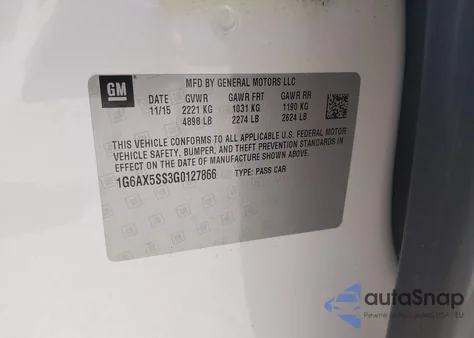 GM
MFD BY GENERAL MOTORS LLC
DATE GVWR GAWR FRT GAWR RR
11/15 2221 KG 1031 KG 1190 KG
4898 LB 2274 LB 2624 LB
THIS VEHICLE CONFORMS TO ALL APPLICABLE U.S. FEDERAL MOTOR
VEHICLE SAFETY, BUMPER, AND THEFT PREVENTION STANDARDS IN
EFFECT ON THE DATE OF MANUFACTURE SHOWN ABOVE.
1G6AX5SS3G0127866 TYPE: PASS CAR
autoSnap